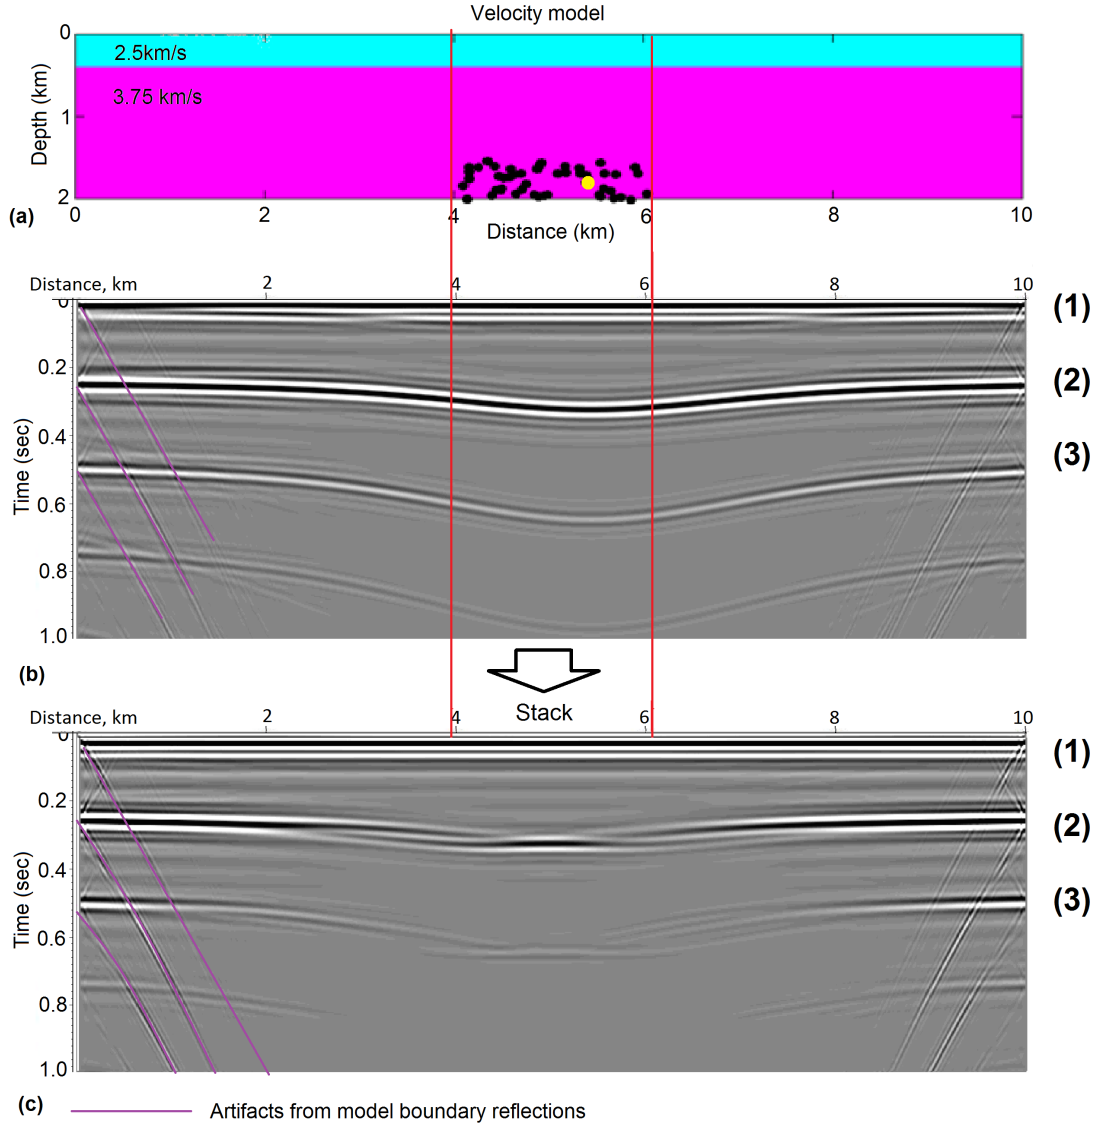 Velocity model
0
2.5km/s
3.75 km/s
1
2
Depth (km)
(a)
0 2 4 6 8 10
Distance (km)
Distance, km 2 4 6 8 10
0
(1)
0.2
(2)
0.4
(3)
0.6
0.8
1.0
Time (sec)
(b)
Stack
Distance, km 2 4 6 8 10
0
(1)
0.2
(2)
0.4
(3)
0.6
0.8
1.0
Time (sec)
(c)
Artifacts from model boundary reflections